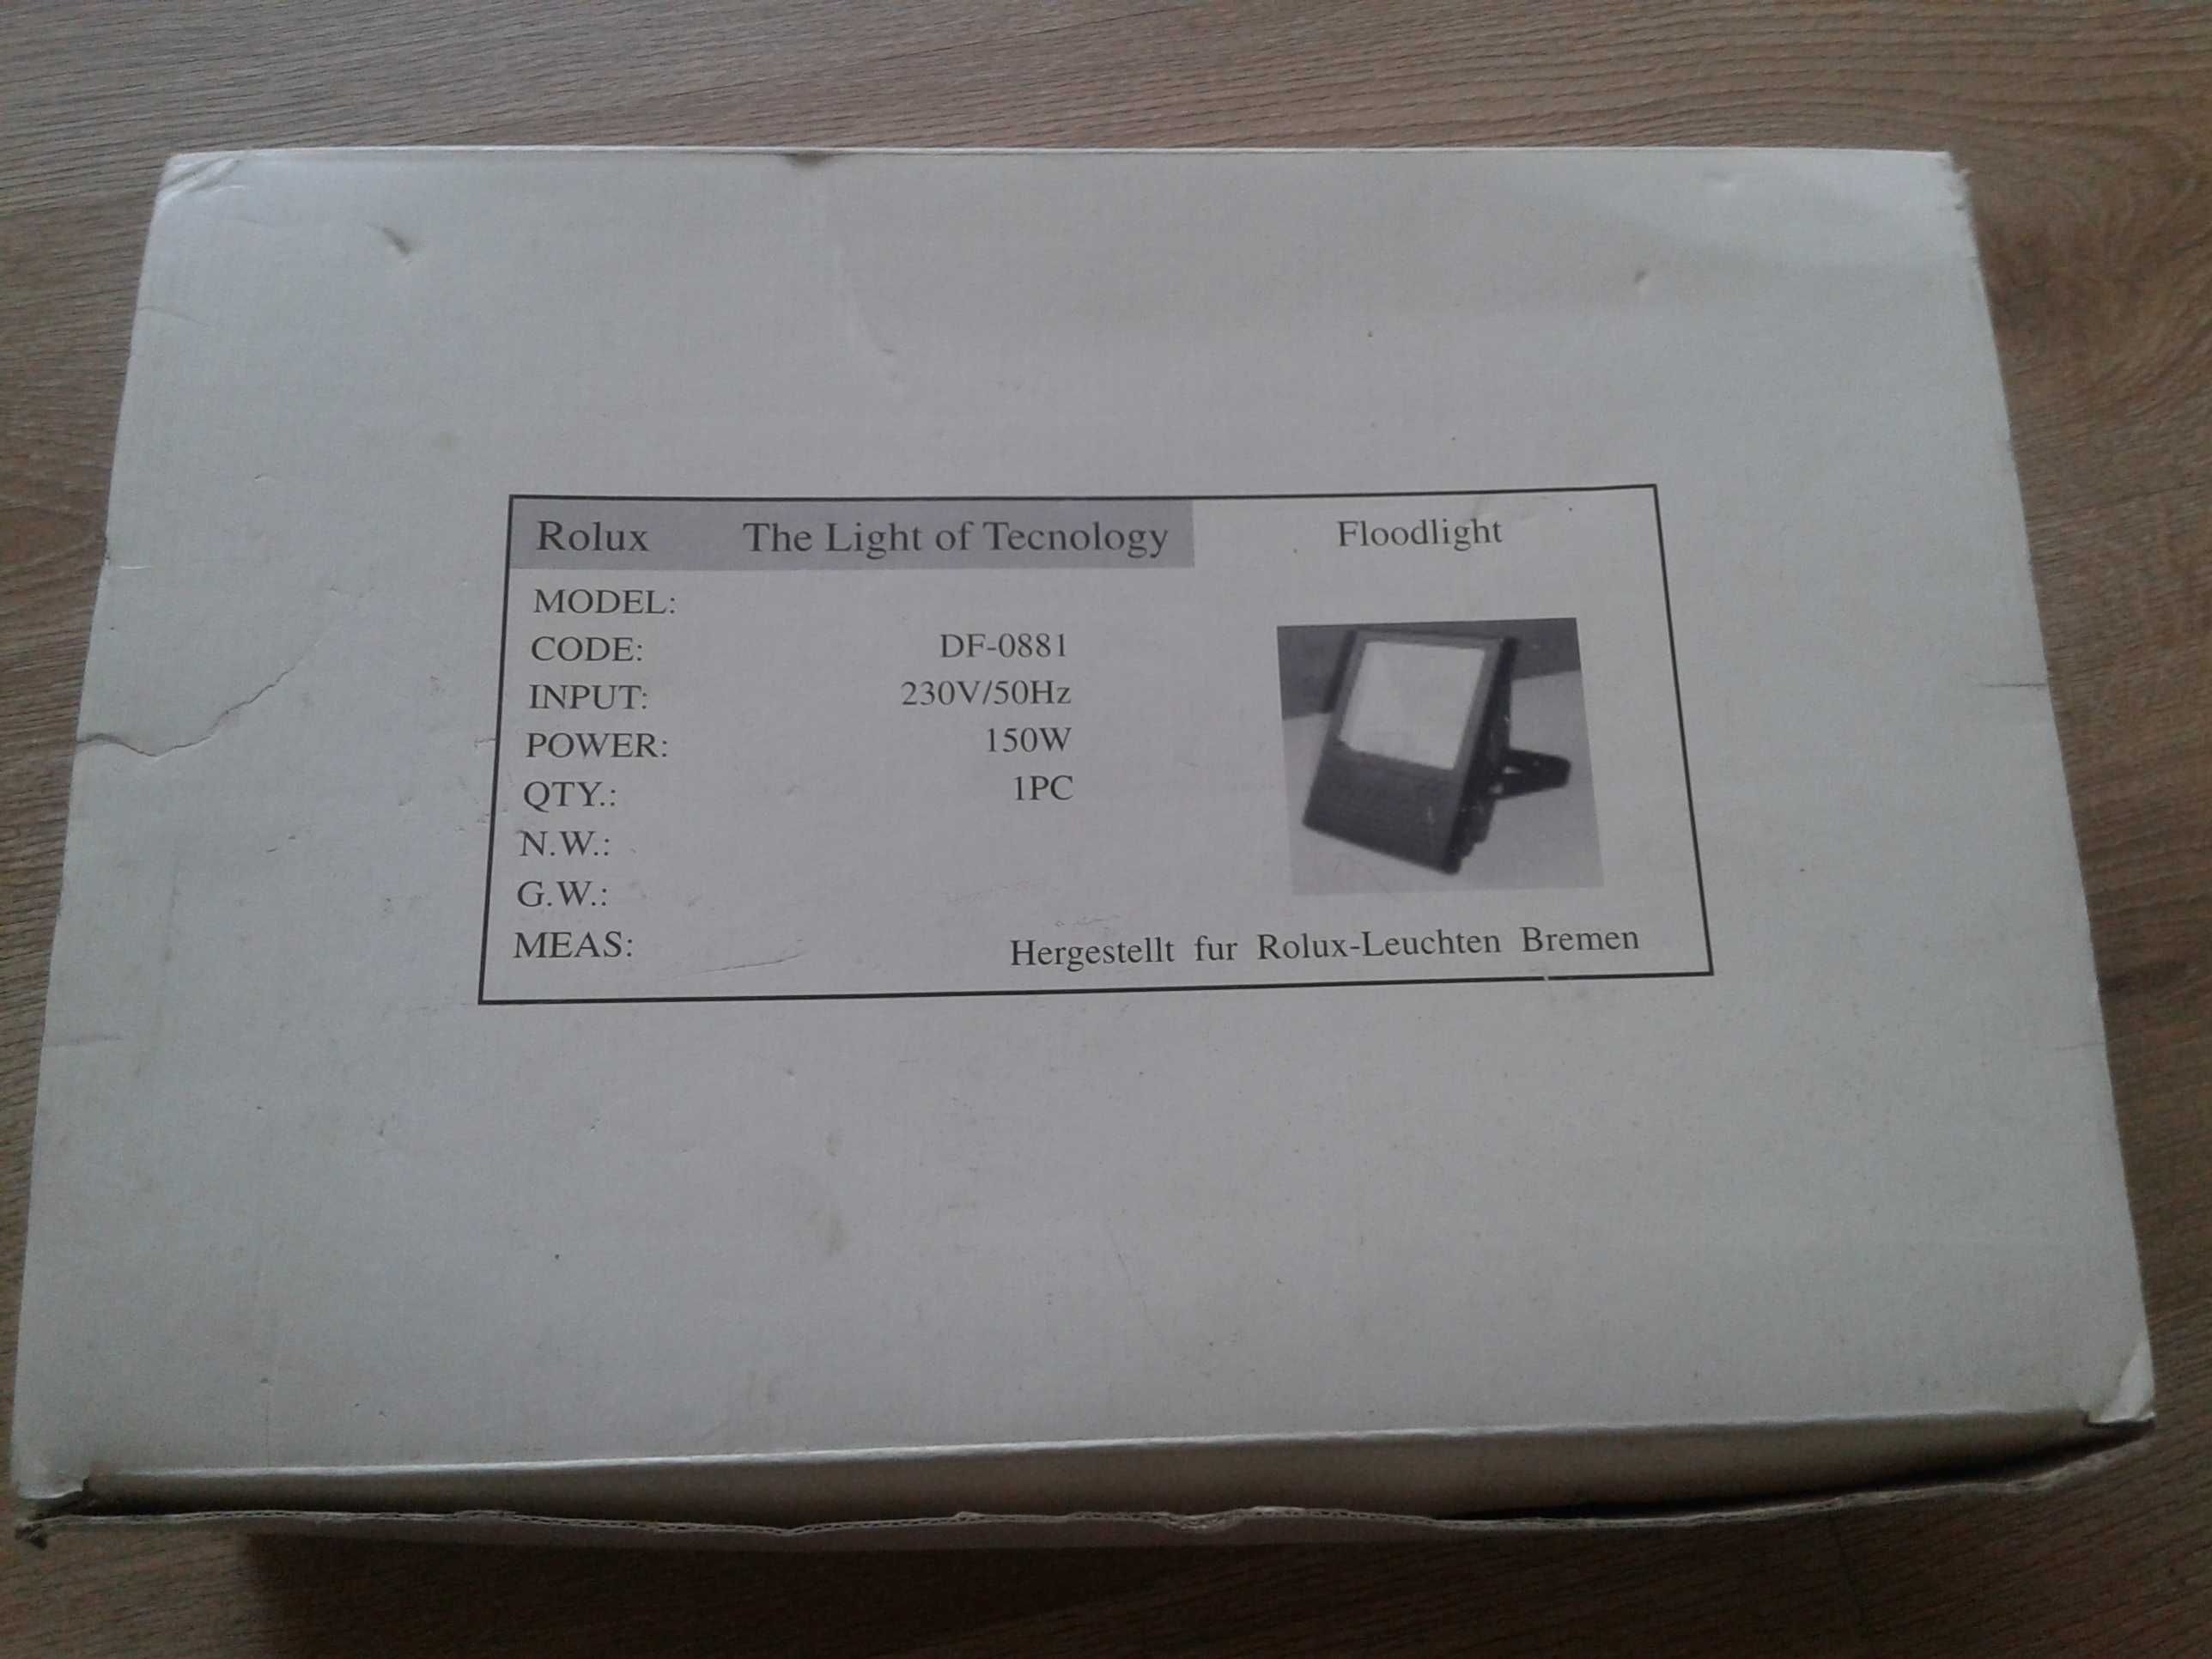 Rolux The Light of Tecnology Floodlight
MODEL:
CODE: DF-0881
INPUT: 230V/50Hz
POWER: 150W
QTY.: 1PC
N.W.:
G.W.:
MEAS: Hergestellt fur Rolux-Leuchten Bremen